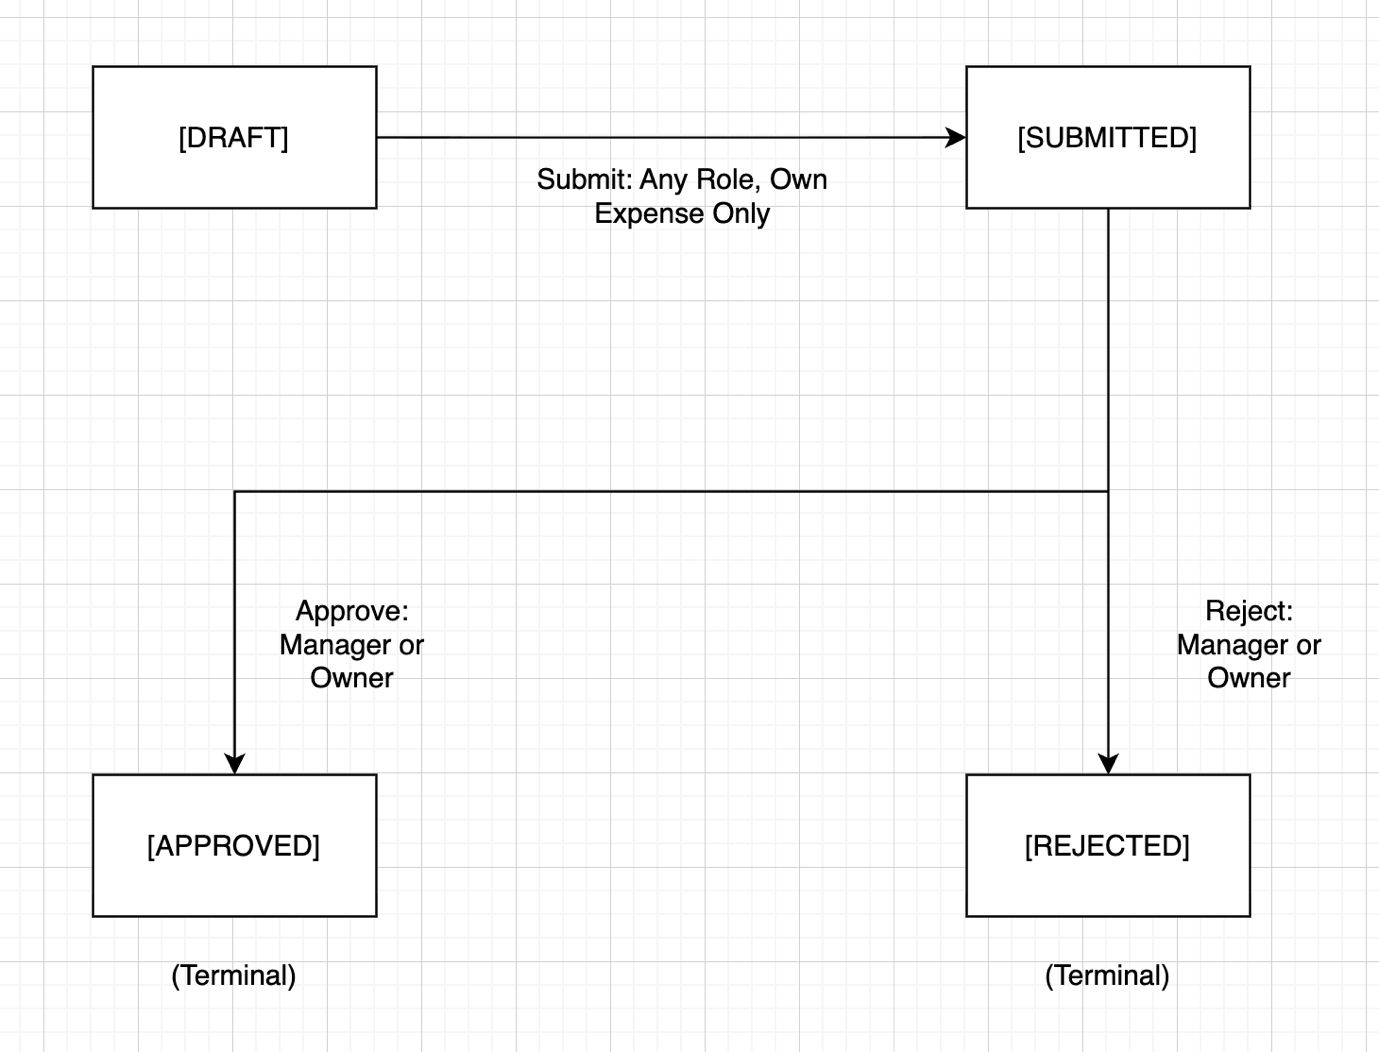 [DRAFT]
[SUBMITTED]
Submit: Any Role, Own
Expense Only
Approve:
Manager or
Owner
Reject:
Manager or
Owner
[APPROVED]
[REJECTED]
(Terminal)
(Terminal)